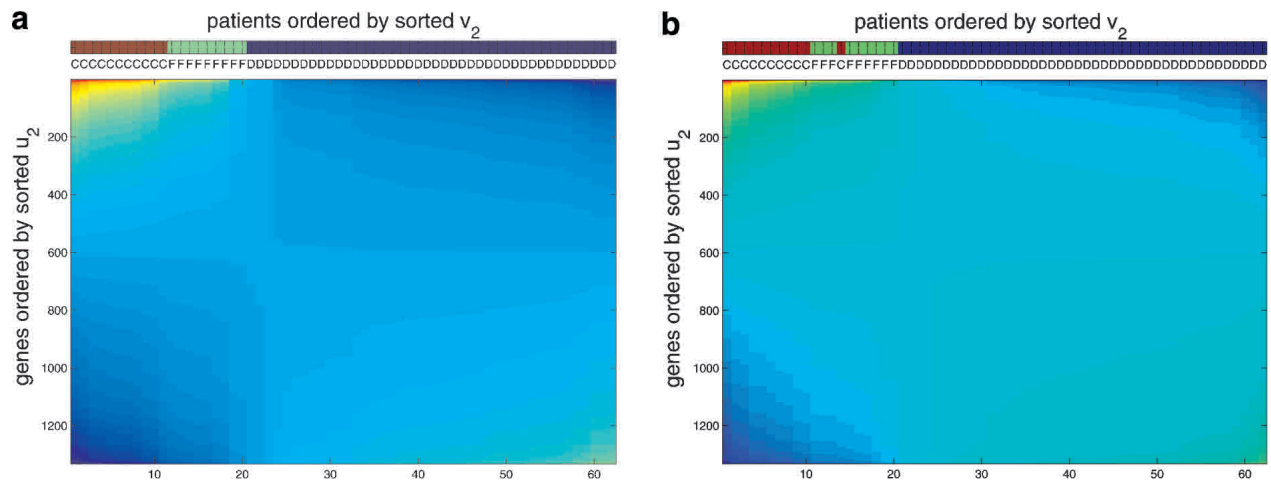 a
patients ordered by sorted v2
CCCCCCCCCCCFFFFFFFFFDDDDDDDDDDDDDDDDDDDDDDDDDDDDDDDDDDDDDDDDDD
genes ordered by sorted u2
200
400
600
800
1000
1200
10 20 30 40 50 60
b
patients ordered by sorted v2
CCCCCCCCCCFFFCFFFFFFDDDDDDDDDDDDDDDDDDDDDDDDDDDDDDDDDDDDDDDDDD
genes ordered by sorted u2
200
400
600
800
1000
1200
10 20 30 40 50 60